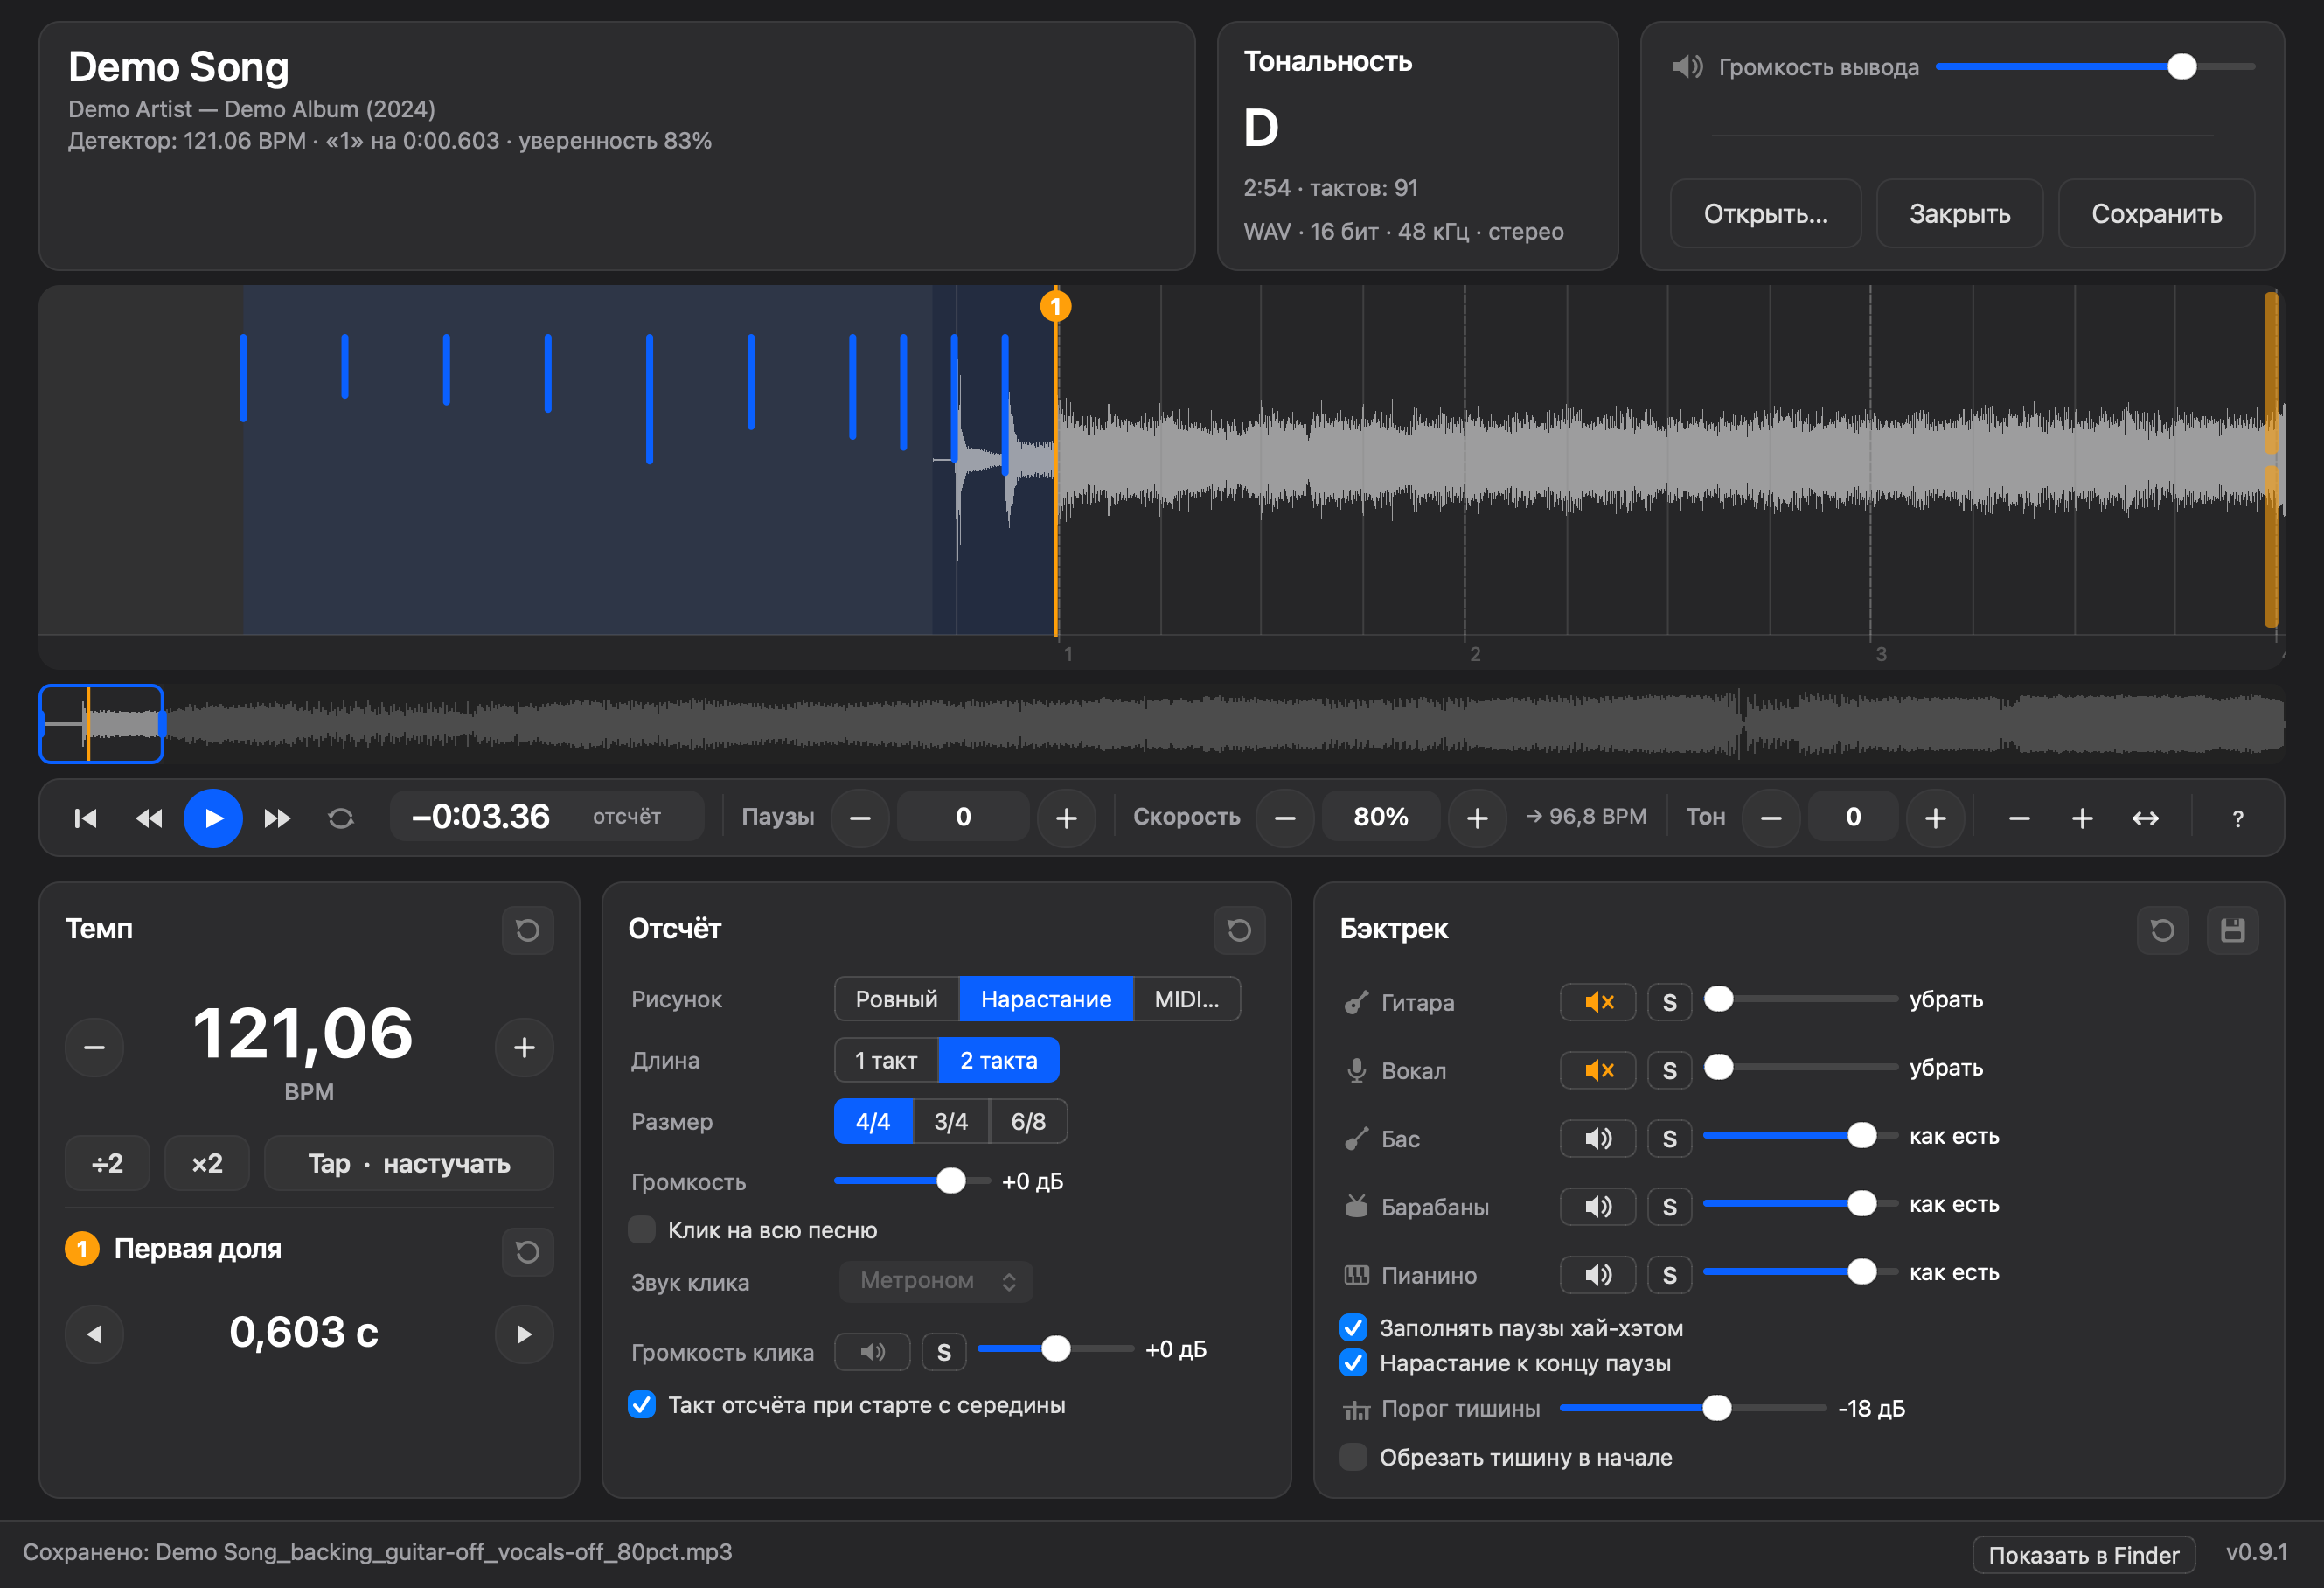 Demo Song
Demo Artist — Demo Album (2024)
Детектор: 121.06 BPM · «1» на 0:00.603 · уверенность 83%
Тональность
D
2:54 · тактов: 91
WAV · 16 бит · 48 кГц · стерео
Громкость вывода
Открыть... Закрыть Сохранить
1
1 2 3
−0:03.36 отсчёт Паузы − 0 + Скорость − 80% + → 96,8 BPM Тон − 0 + − + ↔ ?
Темп
− 121,06 +
BPM
÷2 ×2 Tap · настучать
1 Первая доля
0,603 с
Отсчёт
Рисунок Ровный Нарастание MIDI...
Длина 1 такт 2 такта
Размер 4/4 3/4 6/8
Громкость +0 дБ
Клик на всю песню
Звук клика Метроном
Громкость клика S +0 дБ
Такт отсчёта при старте с середины
Бэктрек
Гитара S убрать
Вокал S убрать
Бас S как есть
Барабаны S как есть
Пианино S как есть
Заполнять паузы хай-хэтом
Нарастание к концу паузы
Порог тишины -18 дБ
Обрезать тишину в начале
Сохранено: Demo Song_backing_guitar-off_vocals-off_80pct.mp3
Показать в Finder v0.9.1